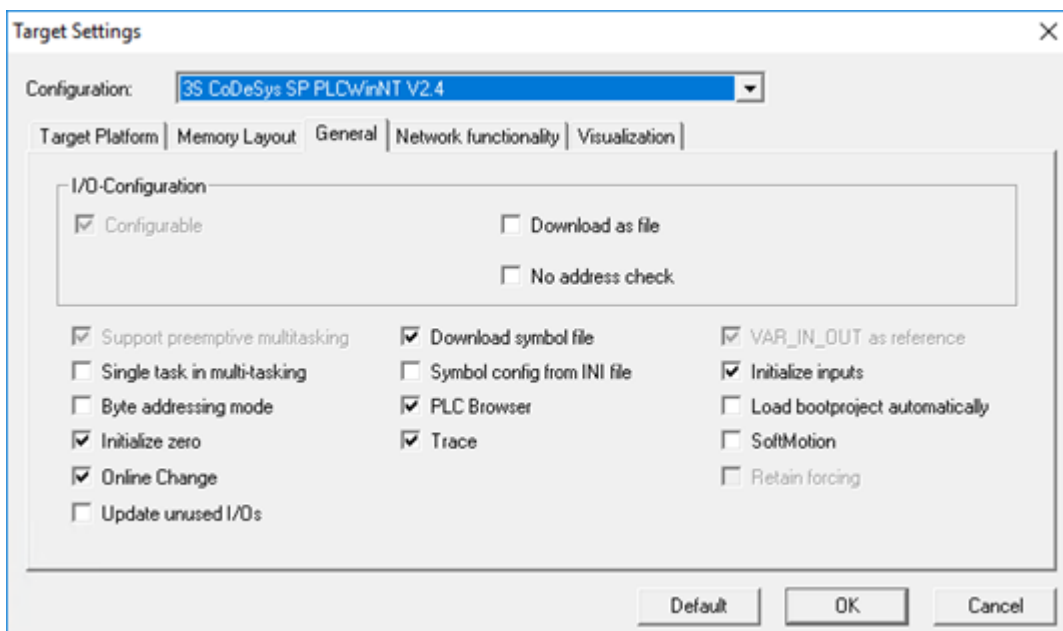 Target Settings
Configuration: 3S CoDeSys SP PLCWinNT V2.4
Target Platform Memory Layout General Network functionality Visualization
I/O-Configuration
Configurable Download as file
No address check
Support preemptive multitasking Download symbol file VAR_IN_OUT as reference
Single task in multi-tasking Symbol config from INI file Initialize inputs
Byte addressing mode PLC Browser Load bootproject automatically
Initialize zero Trace SoftMotion
Online Change Retain forcing
Update unused I/Os
Default OK Cancel